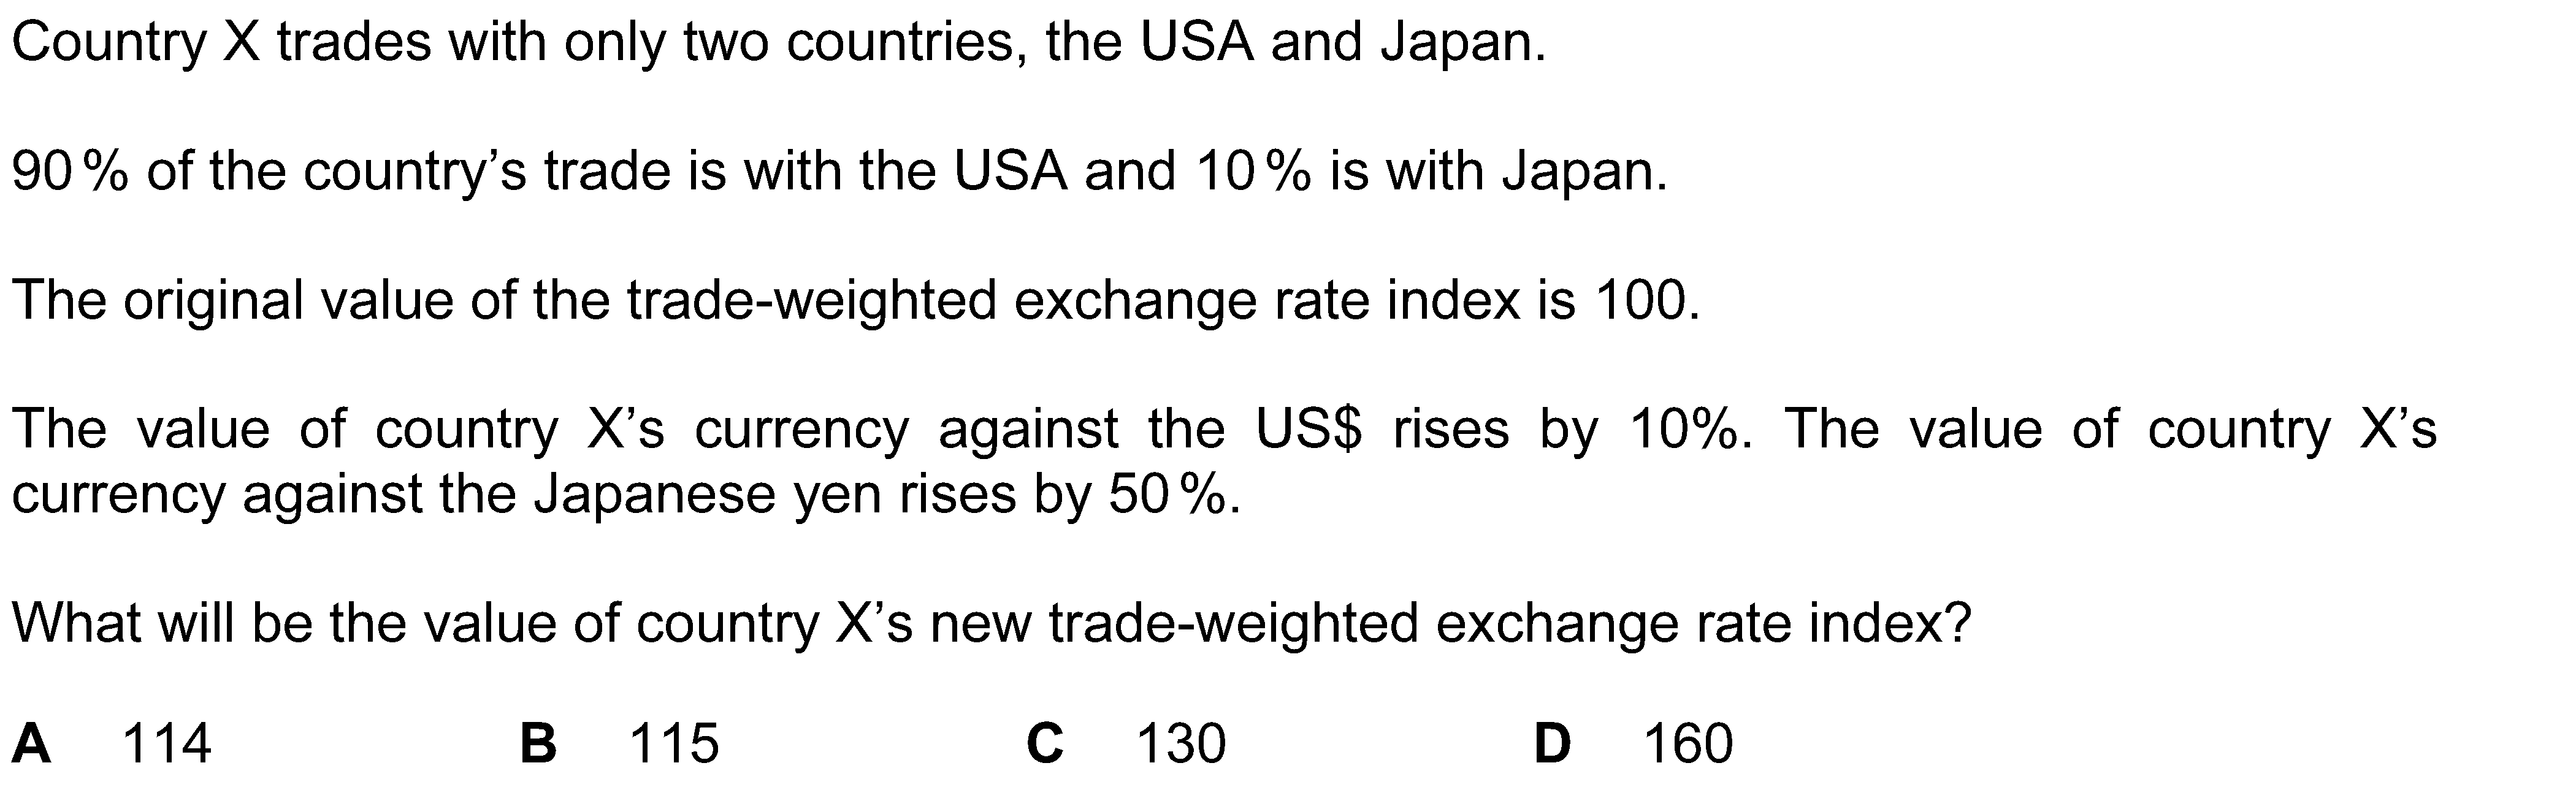 Country X trades with only two countries, the USA and Japan.
90% of the country’s trade is with the USA and 10% is with Japan.
The original value of the trade-weighted exchange rate index is 100.
The value of country X’s currency against the US$ rises by 10%. The value of country X’s
currency against the Japanese yen rises by 50%.
What will be the value of country X’s new trade-weighted exchange rate index?
A 114 B 115 C 130 D 160